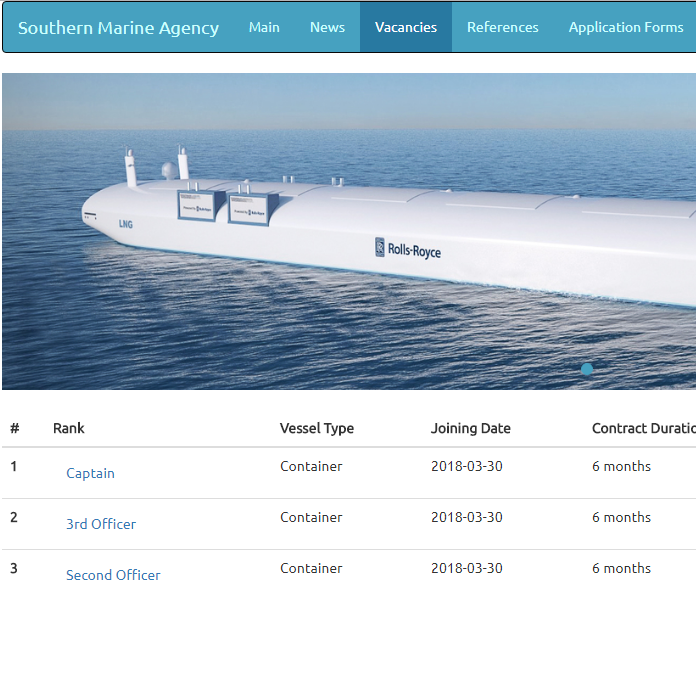 Southern Marine Agency Main News Vacancies References Application Forms
LNG
Rolls-Royce
# Rank Vessel Type Joining Date Contract Duratio
1 Captain Container 2018-03-30 6 months
2 3rd Officer Container 2018-03-30 6 months
3 Second Officer Container 2018-03-30 6 months